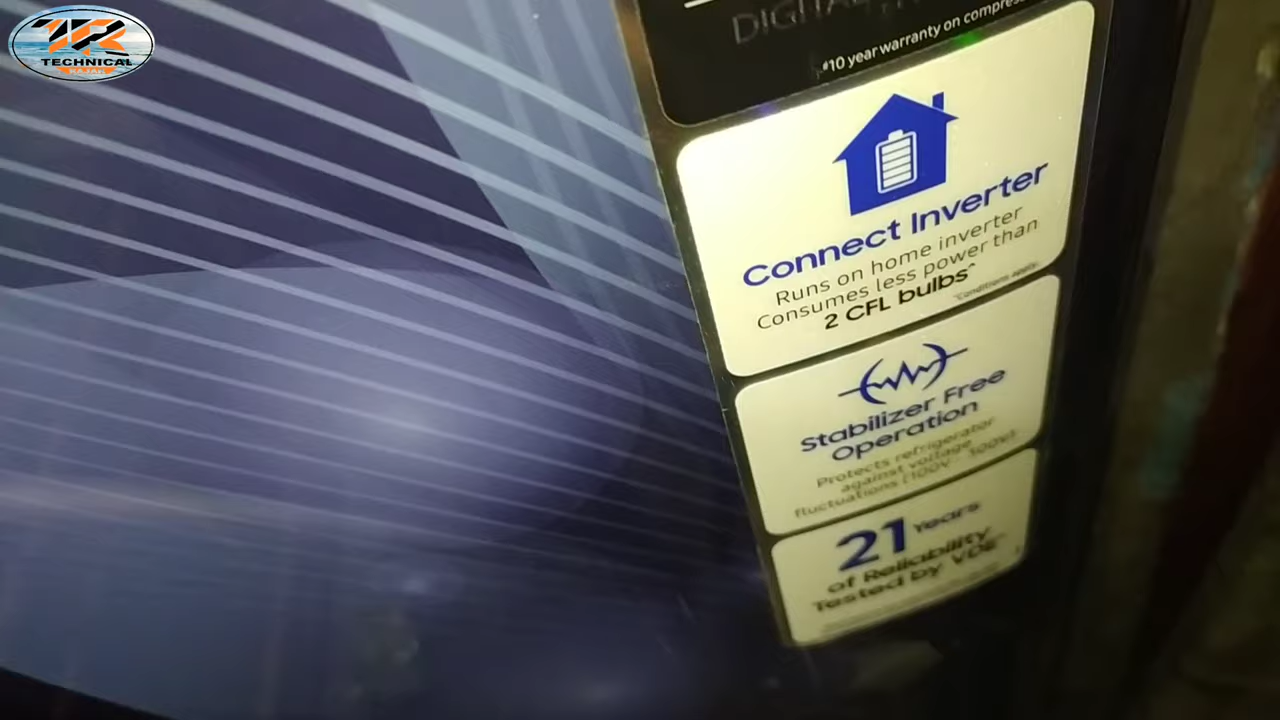 TR
TECHNICAL
RAJAN
DIGITAL
#10 year warranty on
Connect Inverter
Runs on home inverter
Consumes less power than
2 CFL bulbs^
^Conditions apply.
Stabilizer Free
Operation
Protects refrigerator
against voltage
fluctuations (100V - 300V)
21 Years
of Reliability
Tested by VDE